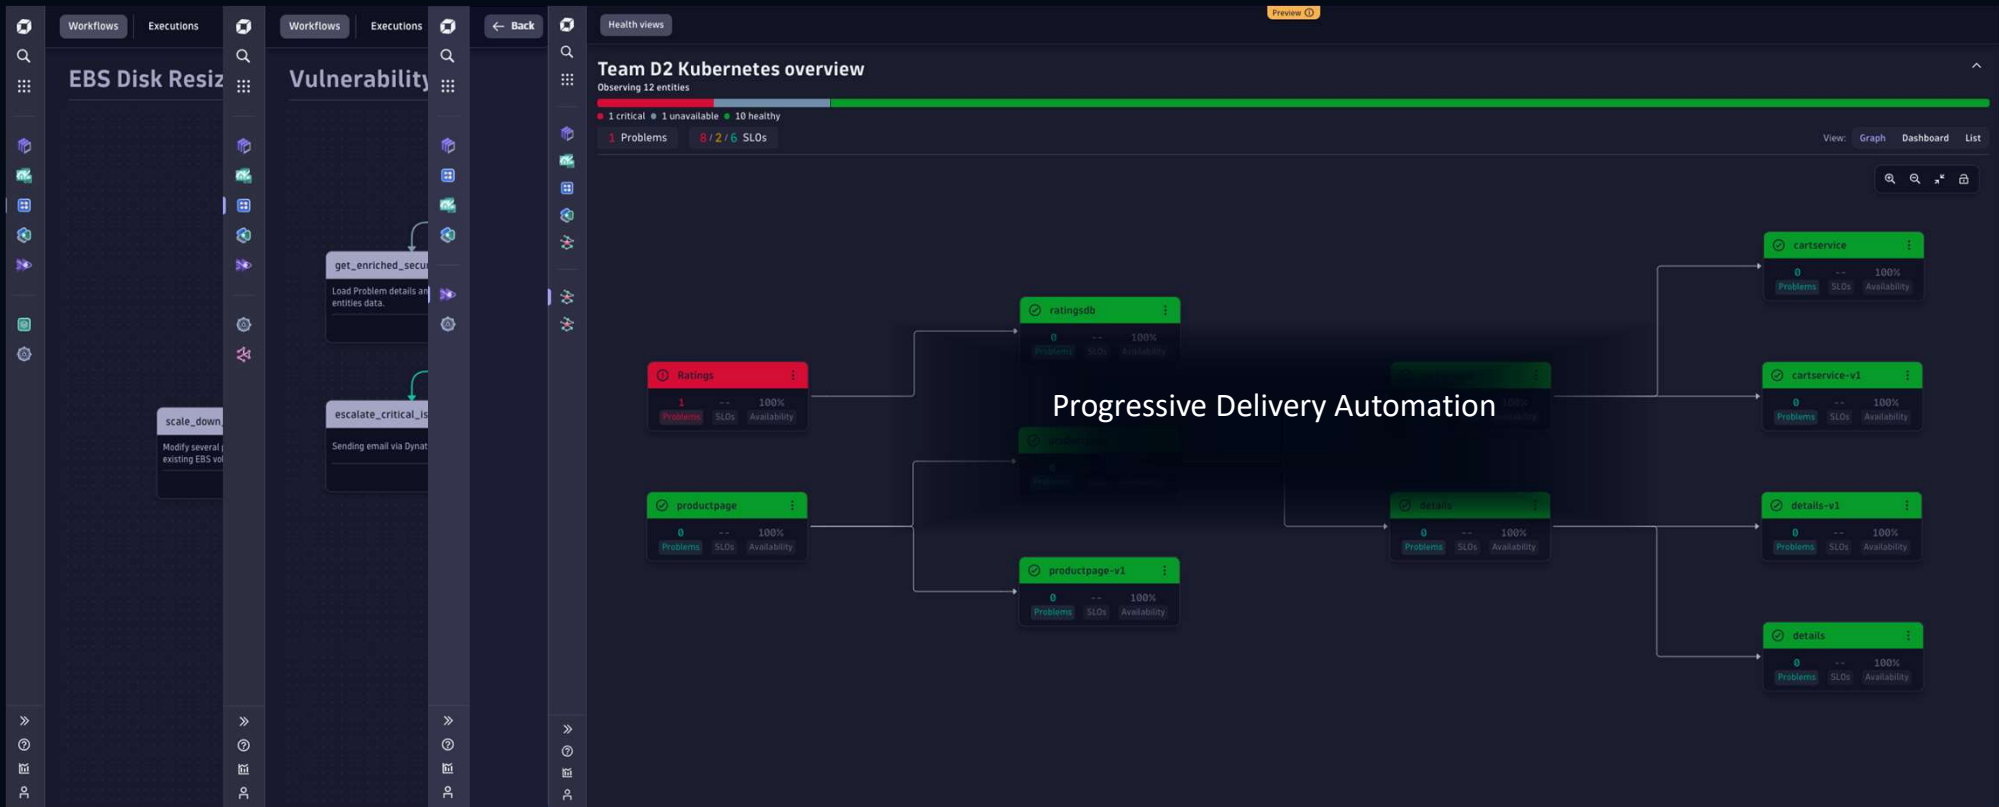 Workflows
Executions
EBS Disk Resiz
scale_down_
Modify several
existing EBS vol
Workflows
Executions
Vulnerability
get_enriched_secu
Load Problem details an
entities data.
escalate_critical_is
Sending email via Dynat
← Back
Health views
Preview
Team D2 Kubernetes overview
Observing 12 entities
1 critical 1 unavailable 10 healthy
1 Problems
8/2/6 SLOs
View: Graph Dashboard List
Ratings
1 -- 100%
Problems SLOs Availability
productpage
0 -- 100%
Problems SLOs Availability
ratingsdb
0 -- 100%
Problems SLOs Availability
Progressive Delivery Automation
0
Problems
productpage-v1
0 -- 100%
Problems SLOs Availability
details
0 -- 100%
Problems SLOs Availability
cartservice
0 -- 100%
Problems SLOs Availability
cartservice-v1
0 -- 100%
Problems SLOs Availability
details-v1
0 -- 100%
Problems SLOs Availability
details
0 -- 100%
Problems SLOs Availability